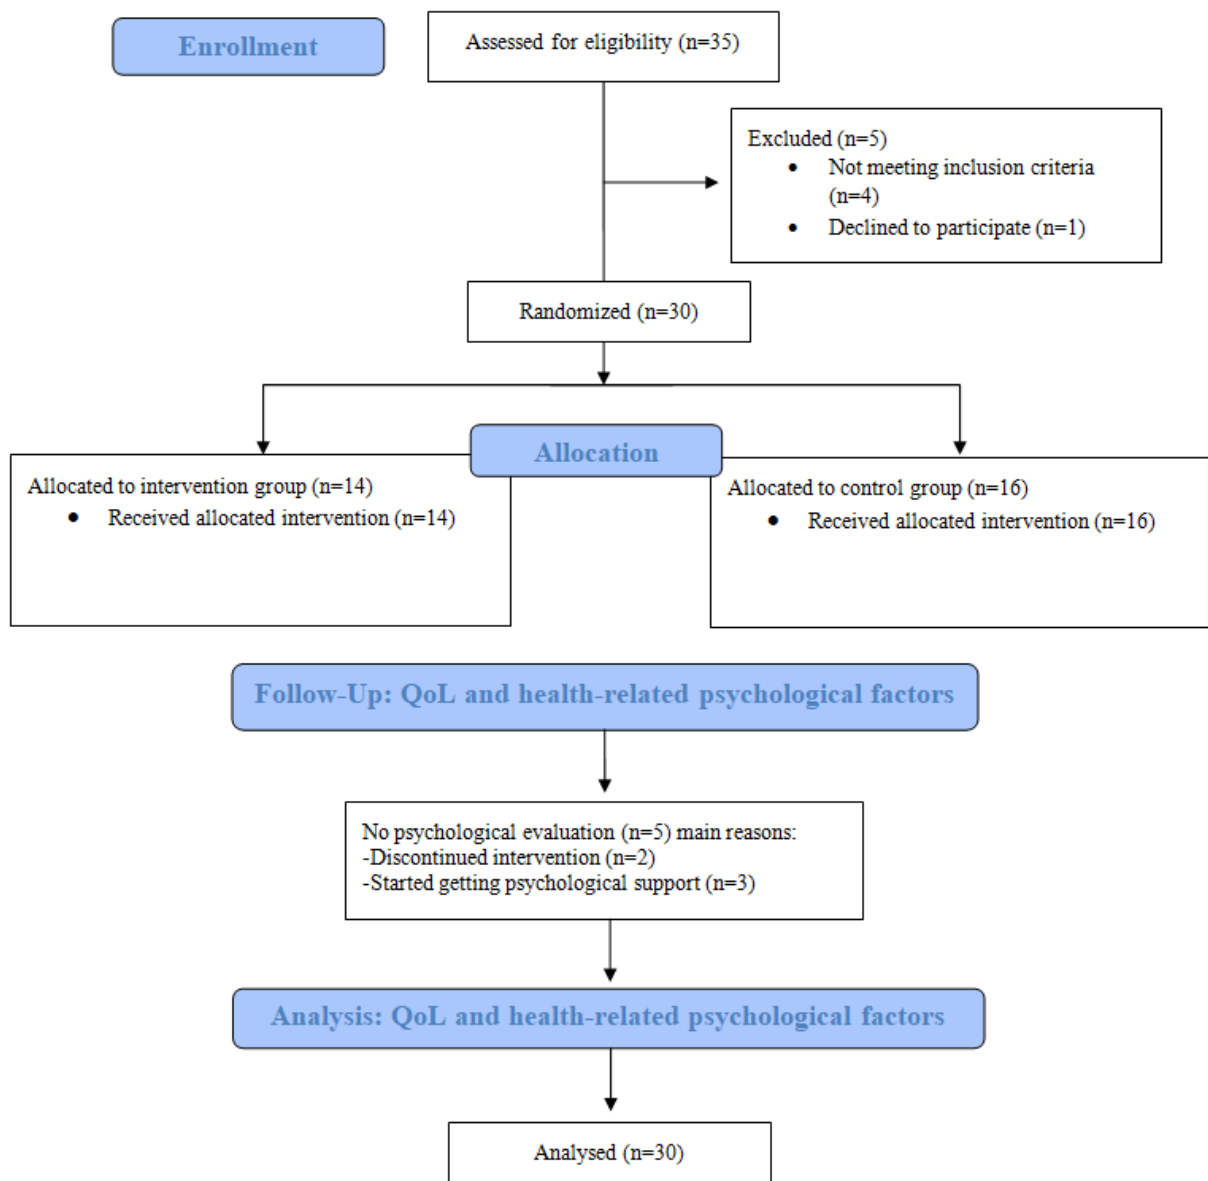 Enrollment
Assessed for eligibility (n=35)
Excluded (n=5)
• Not meeting inclusion criteria
(n=4)
• Declined to participate (n=1)
Randomized (n=30)
Allocation
Allocated to intervention group (n=14)
• Received allocated intervention (n=14)
Allocated to control group (n=16)
• Received allocated intervention (n=16)
Follow-Up: QoL and health-related psychological factors
No psychological evaluation (n=5) main reasons:
-Discontinued intervention (n=2)
-Started getting psychological support (n=3)
Analysis: QoL and health-related psychological factors
Analysed (n=30)